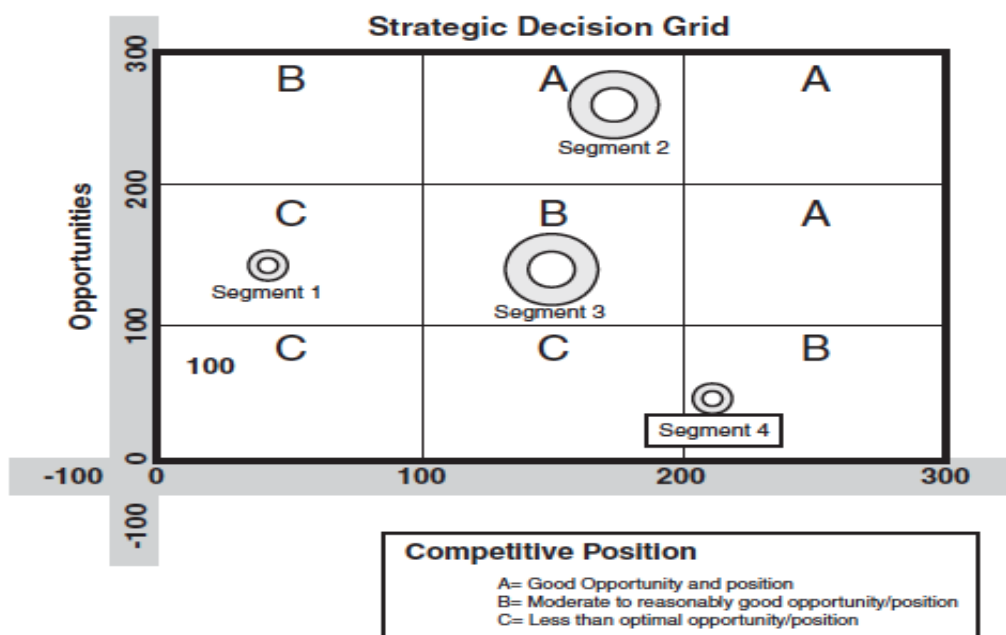 Strategic Decision Grid
300
B
A
A
Segment 2
200
Opportunities
C
B
A
Segment 1
Segment 3
100
C
C
B
100
Segment 4
0
-100
0
100
200
300
-100
Competitive Position
A= Good Opportunity and position
B= Moderate to reasonably good opportunity/position
C= Less than optimal opportunity/position